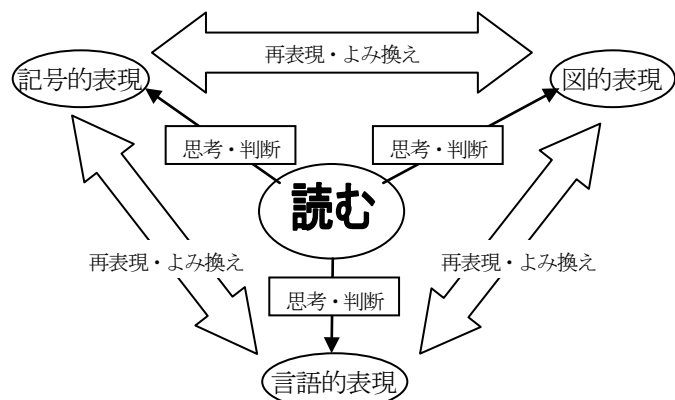 再表現・よみ換え
記号的表現
図的表現
思考・判断
思考・判断
読む
再表現・よみ換え
再表現・よみ換え
思考・判断
言語的表現